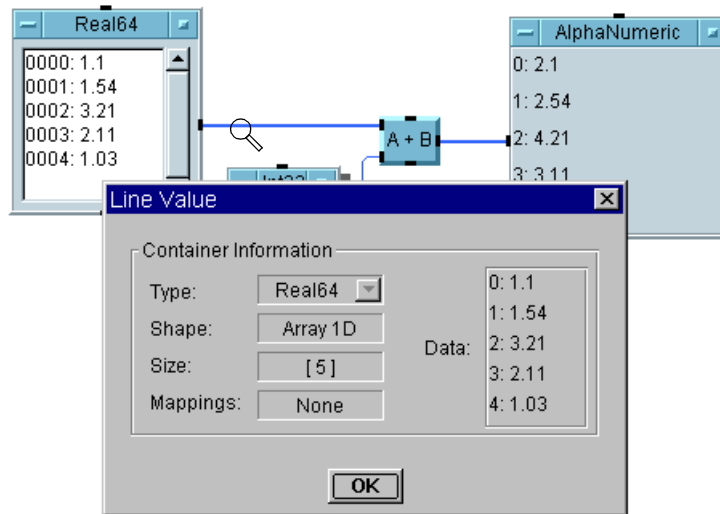 Real64
0000: 1.1
0001: 1.54
0002: 3.21
0003: 2.11
0004: 1.03
A + B
AlphaNumeric
0: 2.1
1: 2.54
2: 4.21
3: 3.11
Line Value
Container Information
Type: Real64
Shape: Array 1D
Size: [ 5 ]
Mappings: None
Data:
0: 1.1
1: 1.54
2: 3.21
3: 2.11
4: 1.03
OK